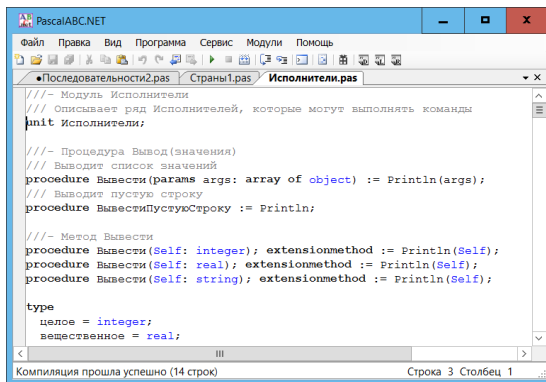 PascalABC.NET
Файл Правка Вид Программа Сервис Модули Помощь
•Последовательности2.pas Страны1.pas Исполнители.pas
///- Модуль Исполнители
/// Описывает ряд Исполнителей, которые могут выполнять команды
unit Исполнители;
///- Процедура Вывод(значения)
/// Выводит список значений
procedure Вывести(params args: array of object) := Println(args);
/// Выводит пустую строку
procedure ВывестиПустуюСтроку := Println;
///- Метод Вывести
procedure Вывести(Self: integer); extensionmethod := Println(Self);
procedure Вывести(Self: real); extensionmethod := Println(Self);
procedure Вывести(Self: string); extensionmethod := Println(Self);
type
целое = integer;
вещественное = real;
Компиляция прошла успешно (14 строк) Строка 3 Столбец 1